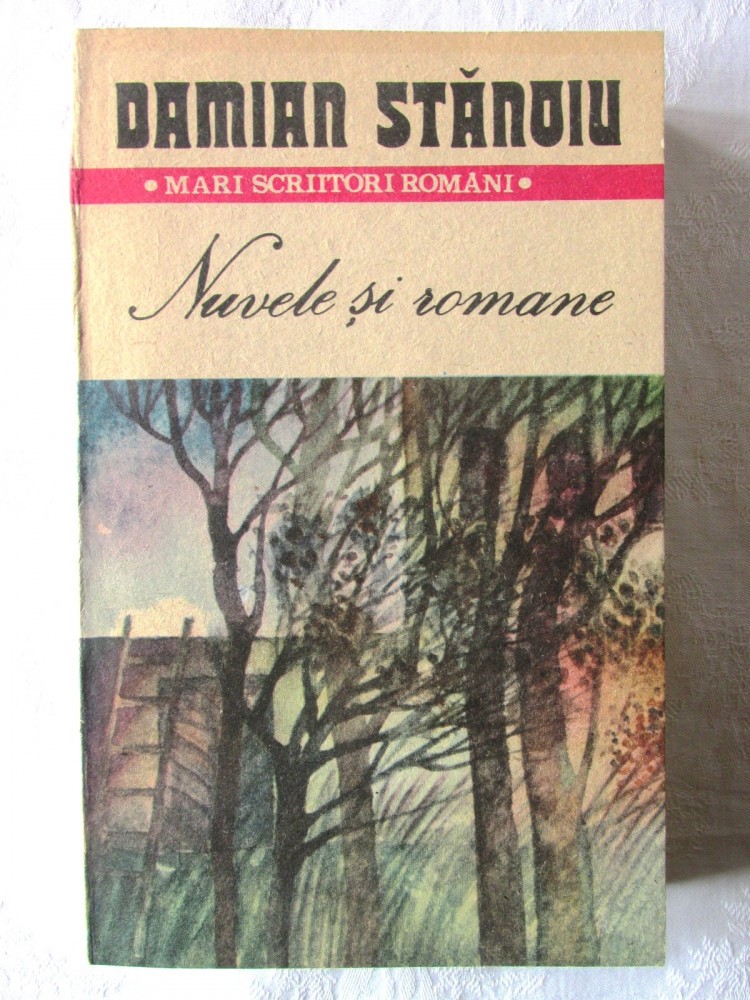 DAMIAN STĂNOIU
• MARI SCRIITORI ROMÂNI •
Nuvele și romane